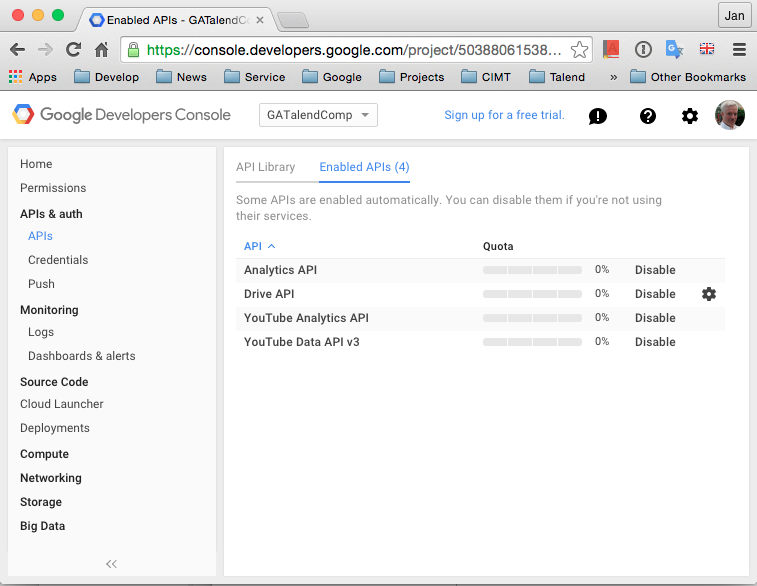 Enabled APIs - GATalendCo
Jan
https://console.developers.google.com/project/50388061538...
Apps Develop News Service Google Projects CIMT Talend » Other Bookmarks
Google Developers Console
GATalendComp
Sign up for a free trial.
Home
Permissions
APIs & auth
APIs
Credentials
Push
Monitoring
Logs
Dashboards & alerts
Source Code
Cloud Launcher
Deployments
Compute
Networking
Storage
Big Data
API Library Enabled APIs (4)
Some APIs are enabled automatically. You can disable them if you're not using
their services.
API Quota
Analytics API 0% Disable
Drive API 0% Disable
YouTube Analytics API 0% Disable
YouTube Data API v3 0% Disable